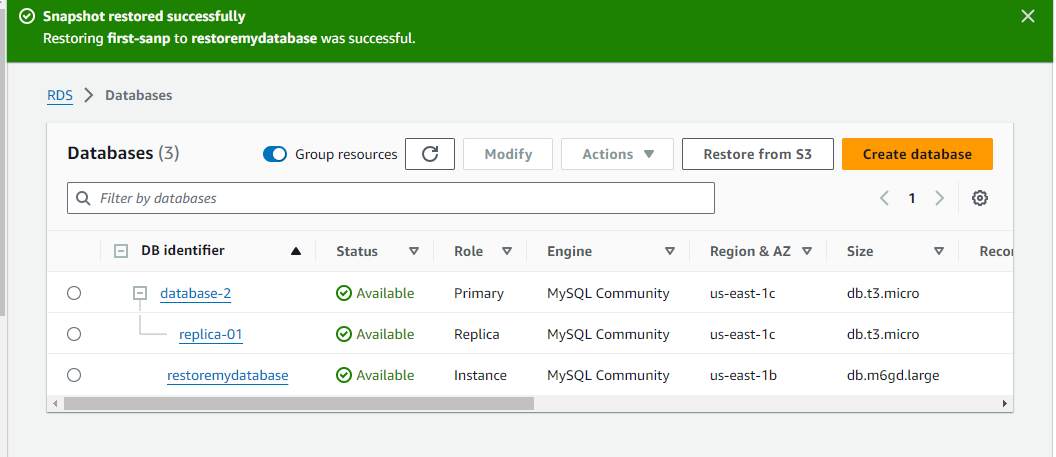 Snapshot restored successfully
Restoring first-sanp to restoremydatabase was successful.
RDS Databases
Databases (3) Group resources Modify Actions Restore from S3 Create database
Filter by databases 1
DB identifier Status Role Engine Region & AZ Size Recor
database-2 Available Primary MySQL Community us-east-1c db.t3.micro
replica-01 Available Replica MySQL Community us-east-1c db.t3.micro
restoremydatabase Available Instance MySQL Community us-east-1b db.m6gd.large